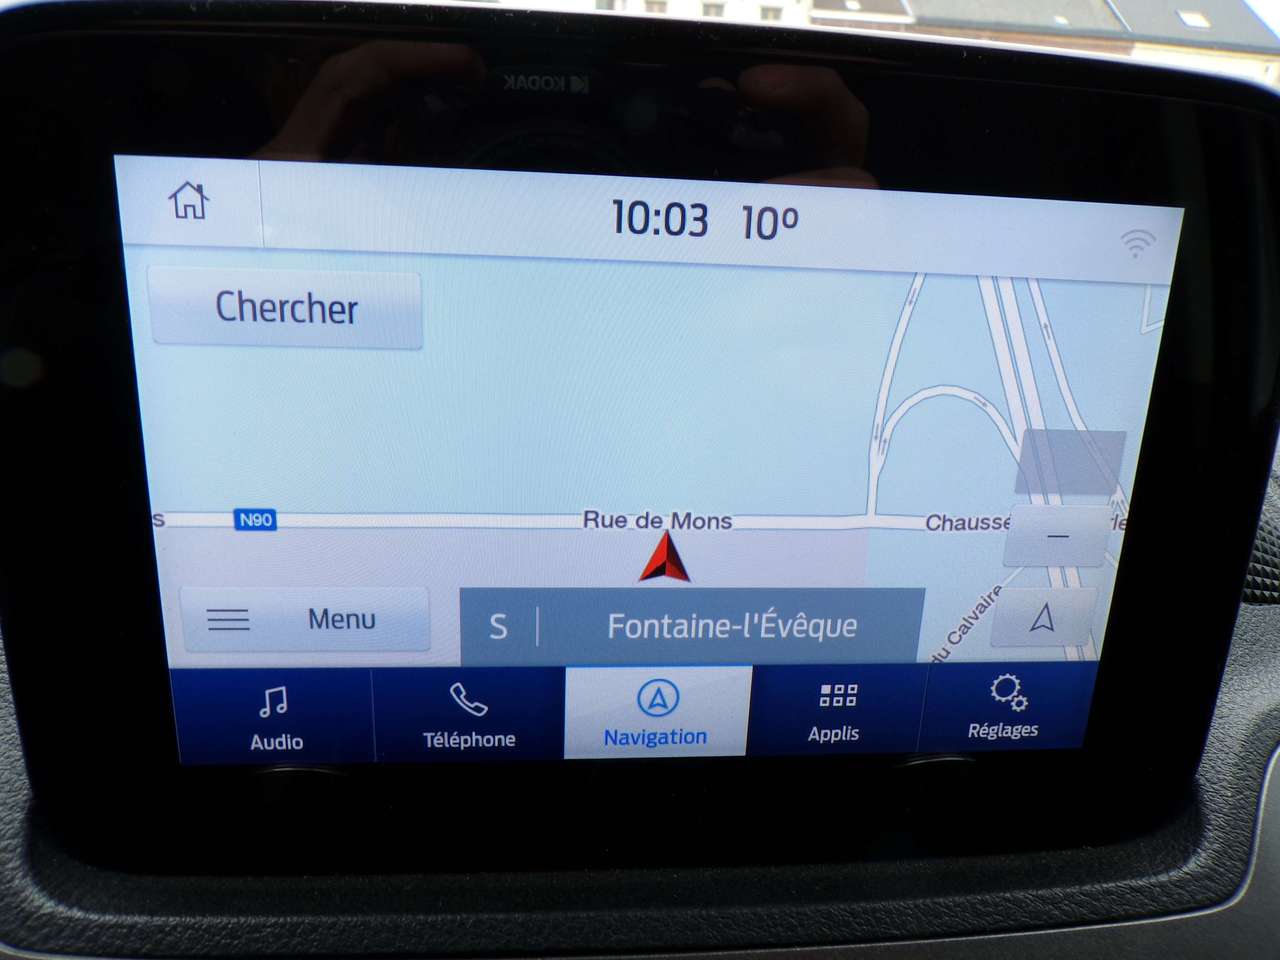 KODAK
10:03 10º
Chercher
N90
Rue de Mons
du Calvaire
Menu
S
Fontaine-l'Évêque
Audio
Téléphone
Navigation
Applis
Réglages